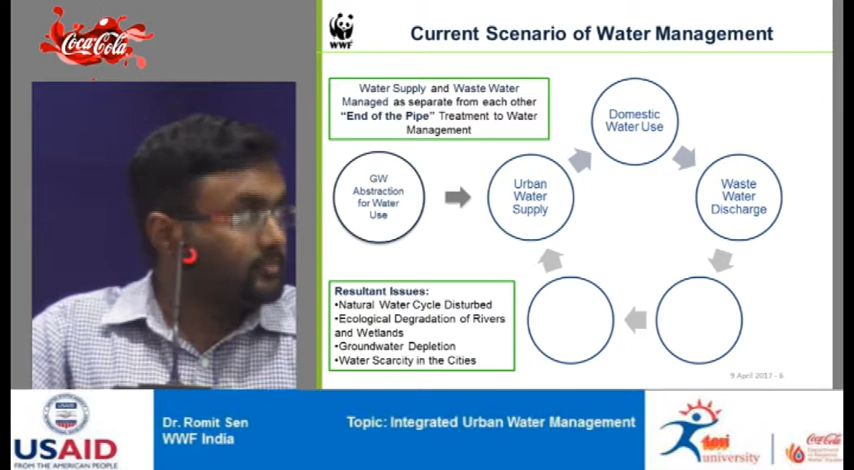 Coca-Cola
WWF
Current Scenario of Water Management
Water Supply and Waste Water
Managed as separate from each other
“End of the Pipe” Treatment to Water
Management
Domestic
Water Use
GW
Abstraction
for Water
Use
Urban
Water
Supply
Waste
Water
Discharge
Resultant Issues:
•Natural Water Cycle Disturbed
•Ecological Degradation of Rivers
and Wetlands
•Groundwater Depletion
•Water Scarcity in the Cities
9 April 2017 - 6
USAID
FROM THE AMERICAN PEOPLE
Dr. Romit Sen
WWF India
Topic: Integrated Urban Water Management
teri
university
Coca-Cola